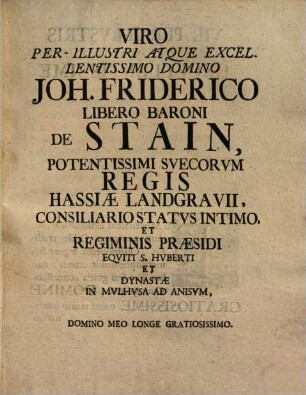 VIRO
PER-ILLUSTRI ATQUE EXCEL-
LENTISSIMO DOMINO
JOH. FRIDERICO
LIBERO BARONI
DE STAIN,
POTENTISSIMI SVECORVM
REGIS
HASSIÆ LANDGRAVII,
CONSILIARIO STATVS INTIMO,
ET
REGIMINIS PRÆSIDI
EQVITI S. HVBERTI
ET
DYNASTÆ
IN MVLHVSA AD ANISVM,
DOMINO MEO LONGE GRATIOSISSIMO.